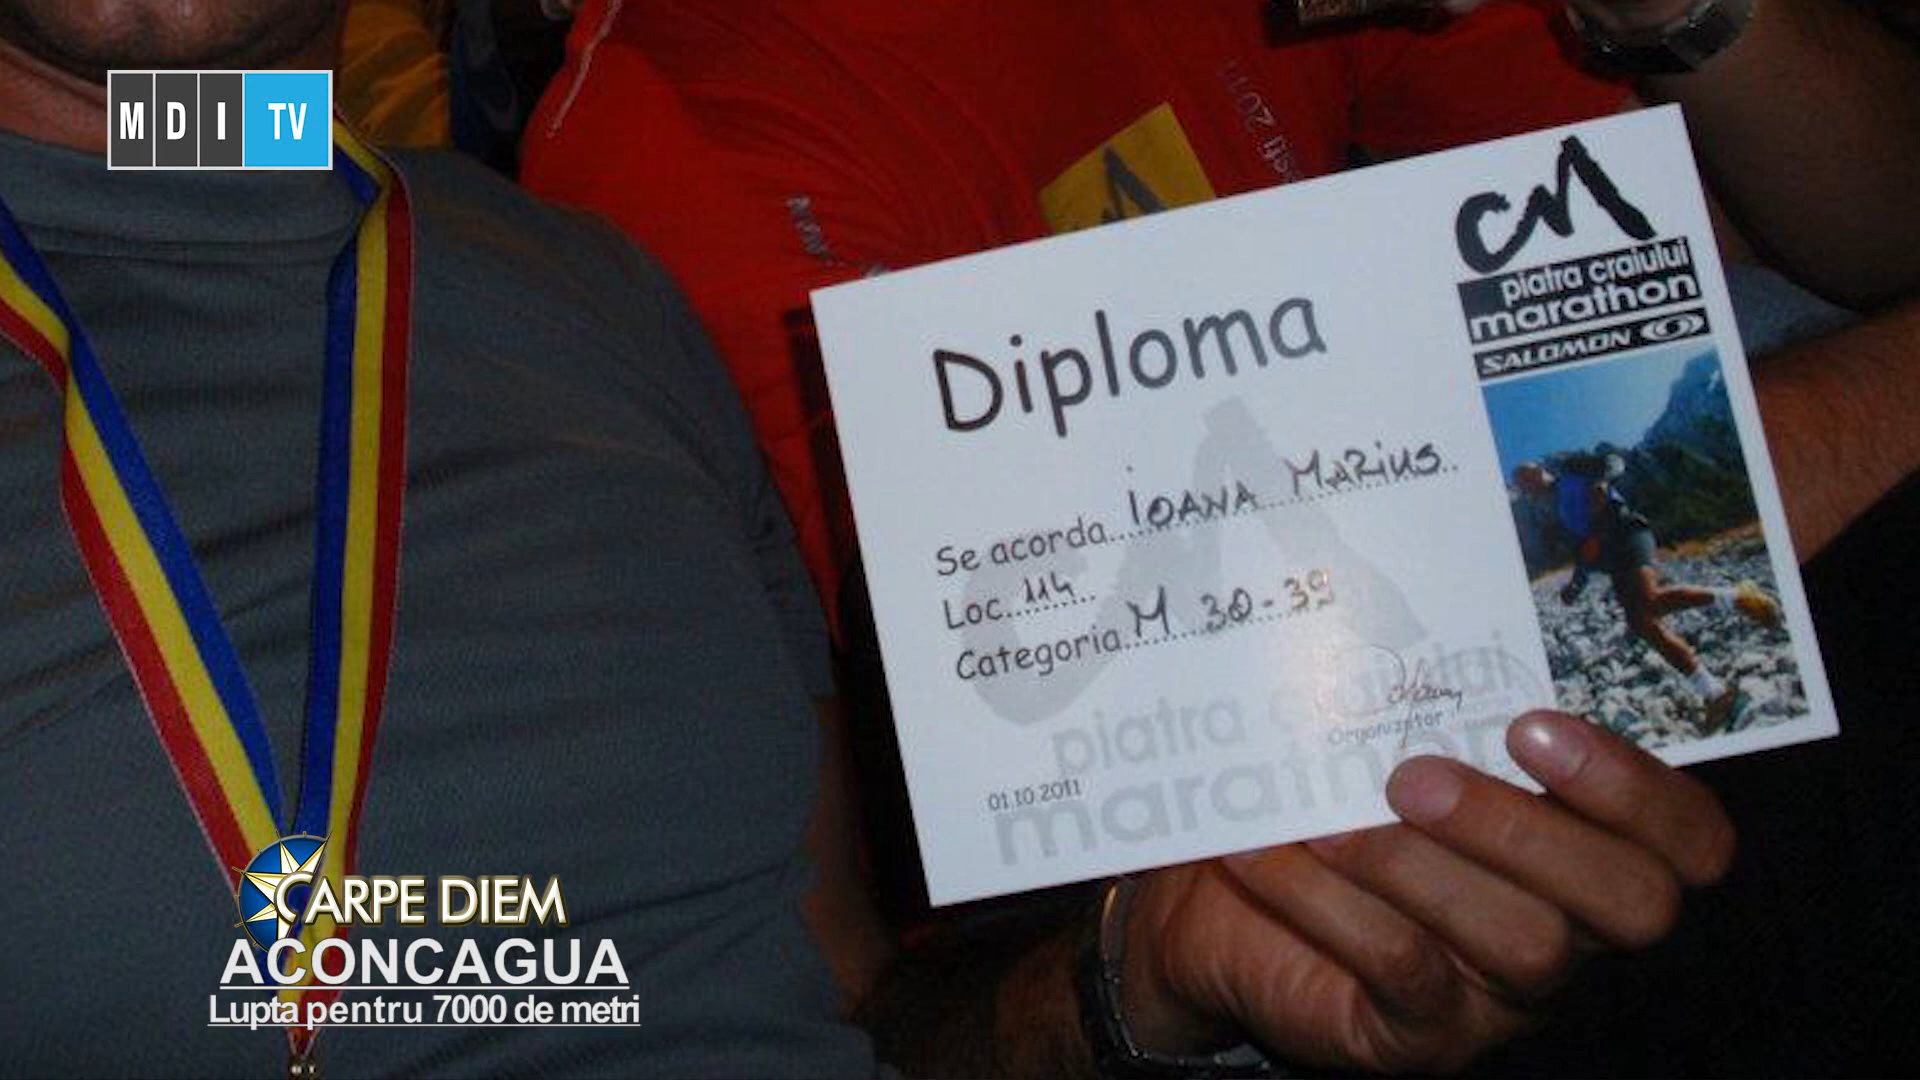 MDI TV
CM
piatra craiului
marathon
SALOMON
Diploma
Se acorda....IOANA MARIUS..
Loc..114..
Categoria..M 30-39
Organizator
piatra craiului
marathon
01.10.2011
CARPE DIEM
ACONCAGUA
Lupta pentru 7000 de metri